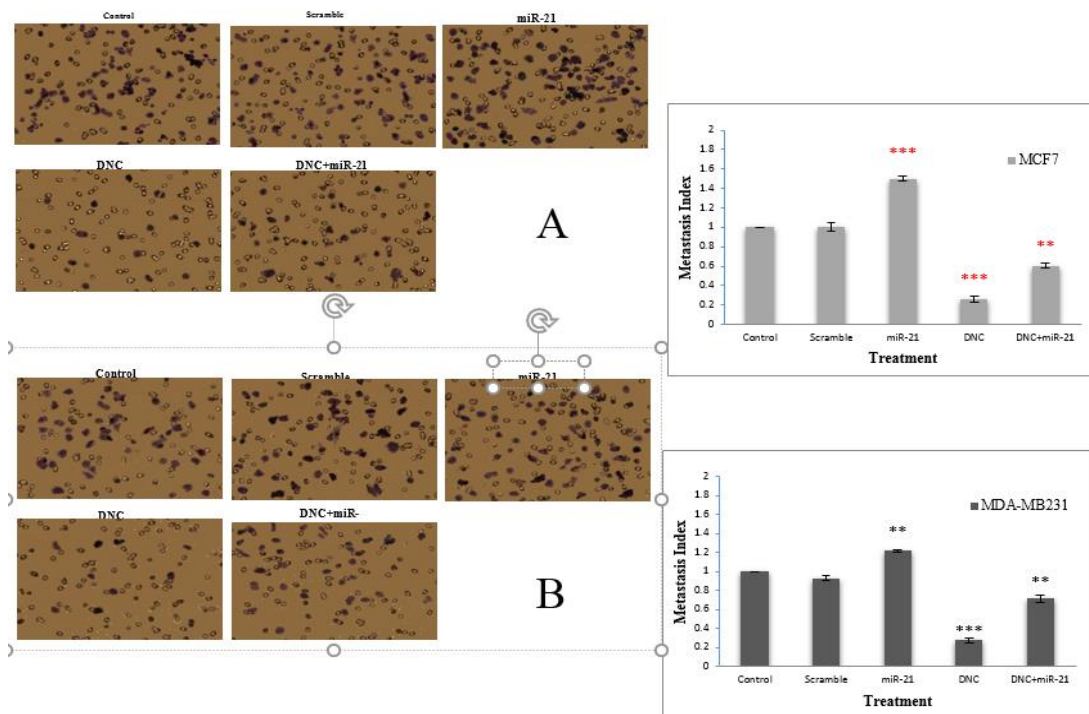 Control
Scramble
miR-21
DNC
DNC+miR-21
A
2
1.8
1.6
1.4
1.2
1
0.8
0.6
0.4
0.2
0
Metastasis Index
***
***
**
MCF7
Control Scramble miR-21 DNC DNC+miR-21
Treatment
Control
Scramble
miR-21
DNC
DNC+miR-
B
2
1.8
1.6
1.4
1.2
1
0.8
0.6
0.4
0.2
0
Metastasis Index
**
***
**
MDA-MB231
Control Scramble miR-21 DNC DNC+miR-21
Treatment